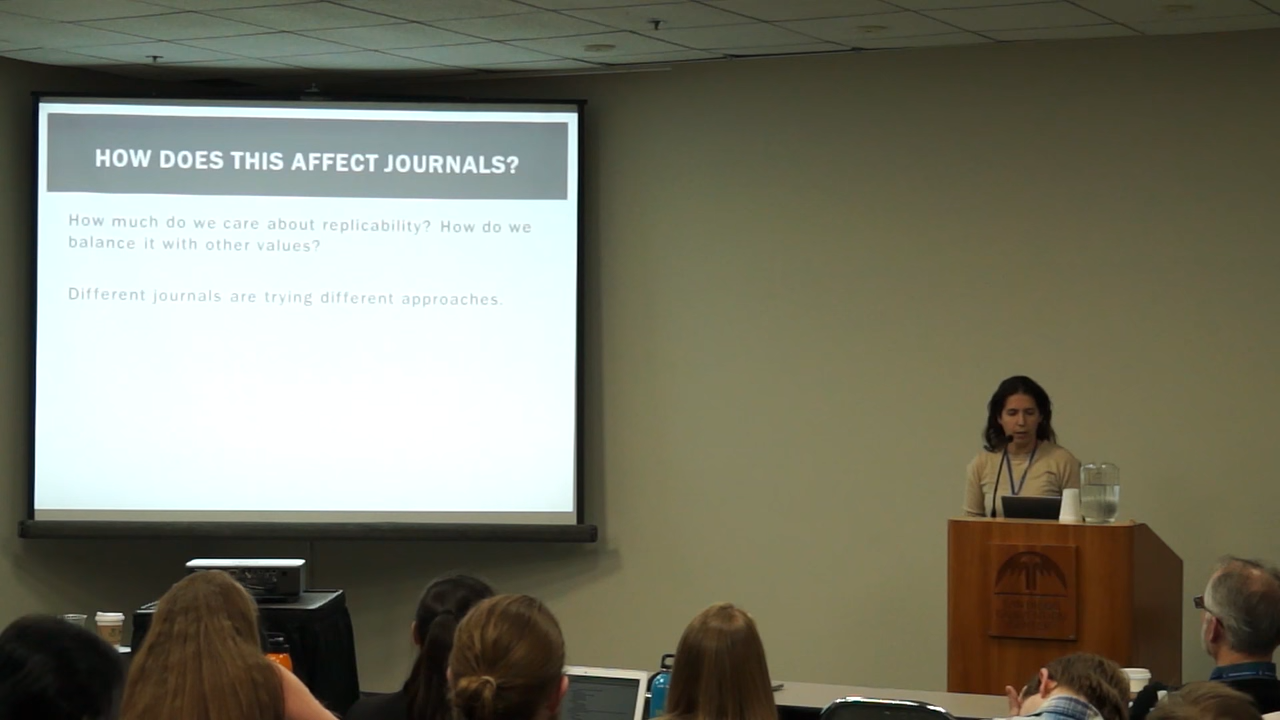 HOW DOES THIS AFFECT JOURNALS?
How much do we care about replicability? How do we
balance it with other values?
Different journals are trying different approaches.